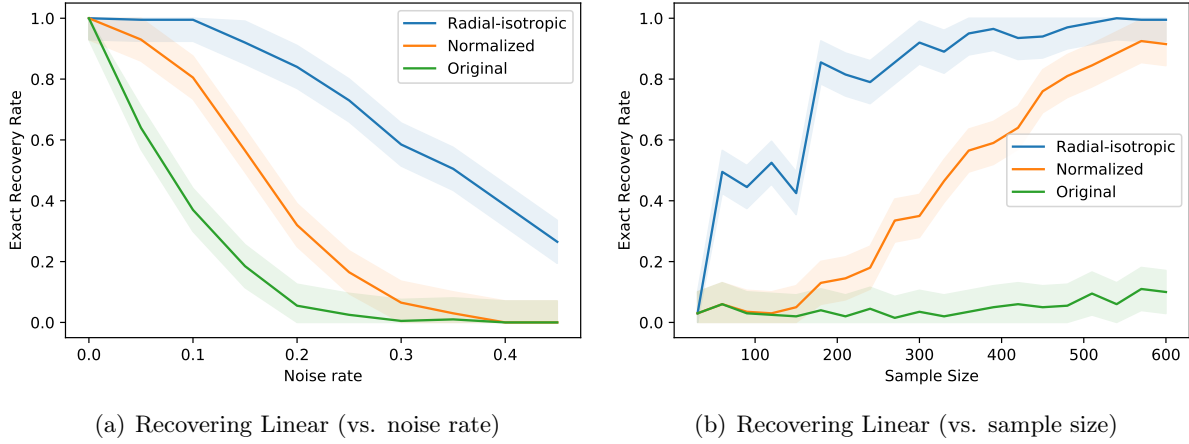 1.0
0.8
0.6
0.4
0.2
0.0
Exact Recovery Rate
Radial-isotropic
Normalized
Original
0.0 0.1 0.2 0.3 0.4
Noise rate
(a) Recovering Linear (vs. noise rate)
1.0
0.8
0.6
0.4
0.2
0.0
Exact Recovery Rate
Radial-isotropic
Normalized
Original
100 200 300 400 500 600
Sample Size
(b) Recovering Linear (vs. sample size)